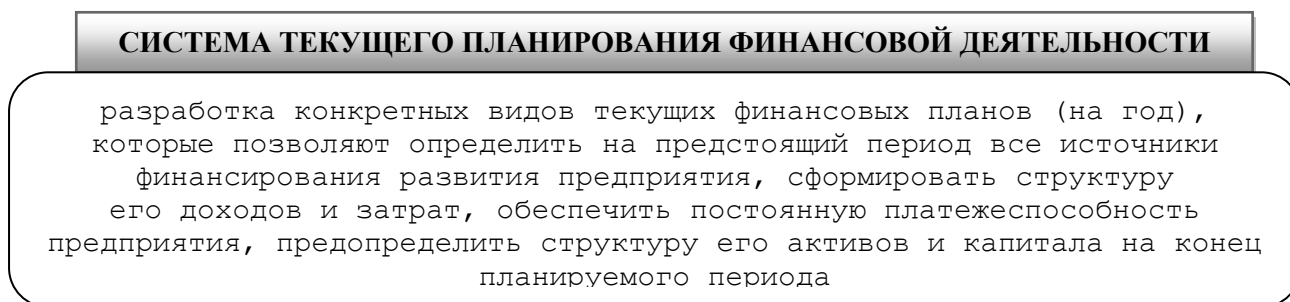 СИСТЕМА ТЕКУЩЕГО ПЛАНИРОВАНИЯ ФИНАНСОВОЙ ДЕЯТЕЛЬНОСТИ
разработка конкретных видов текущих финансовых планов (на год),
которые позволяют определить на предстоящий период все источники
финансирования развития предприятия, сформировать структуру
его доходов и затрат, обеспечить постоянную платежеспособность
предприятия, предопределить структуру его активов и капитала на конец
планируемого периода